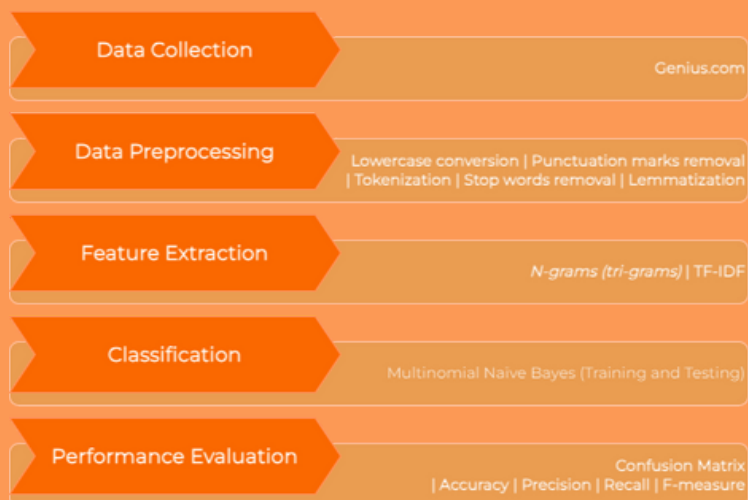 Data Collection
Genius.com
Data Preprocessing
Lowercase conversion | Punctuation marks removal
| Tokenization | Stop words removal | Lemmatization
Feature Extraction
N-grams (tri-grams) | TF-IDF
Classification
Multinomial Naive Bayes (Training and Testing)
Performance Evaluation
Confusion Matrix
| Accuracy | Precision | Recall | F-measure